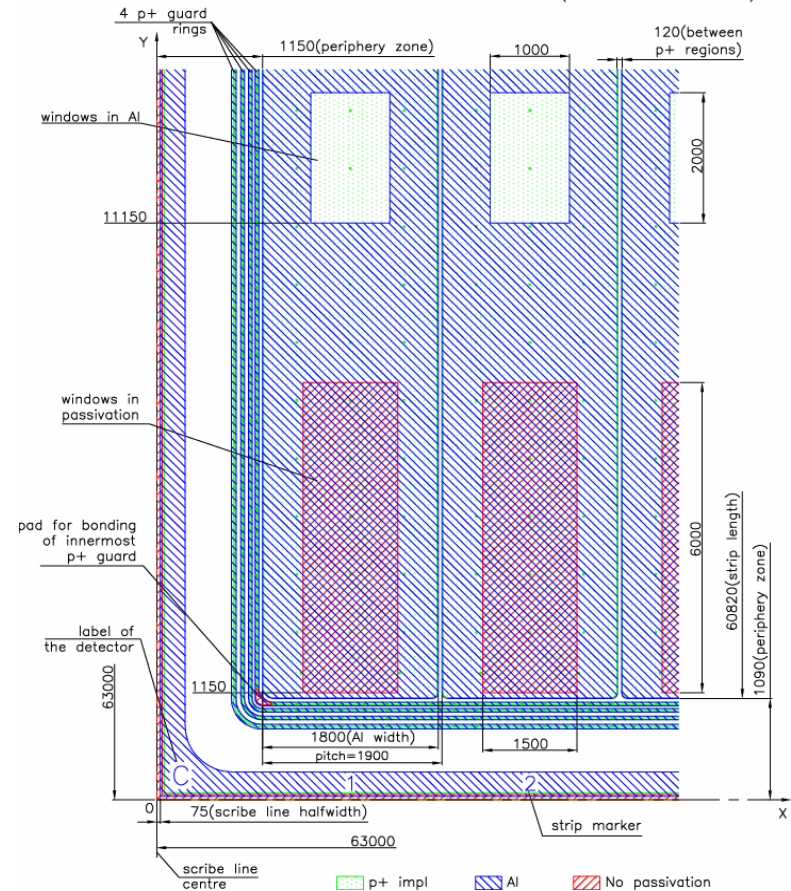 4 p+ guard
rings
Y
1150(periphery zone)
1000
120(between
p+ regions)
windows in Al
2000
11150
windows in
passivation
6000
pad for bonding
of innermost
p+ guard
60820(strip length)
1090(periphery zone)
label of
the detector
63000
1150
1800(Al width)
pitch=1900
1500
C
1
2
0
75(scribe line halfwidth)
X
strip marker
63000
scribe line
centre
p+ impl
Al
No passivation